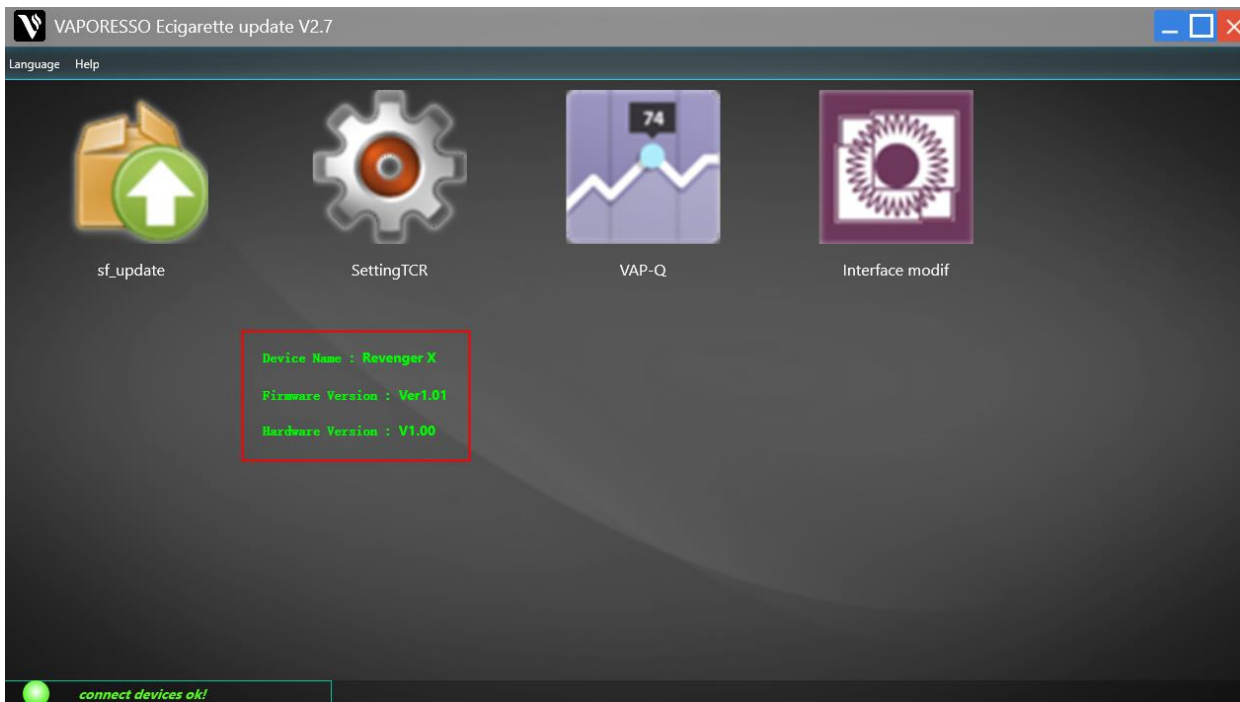 VAPORESSO Ecigarette update V2.7
Language Help
74
sf_update SettingTCR VAP-Q Interface modif
Device Name : Revenger X
Firmware Version : Ver1.01
Hardware Version : V1.00
connect devices ok!